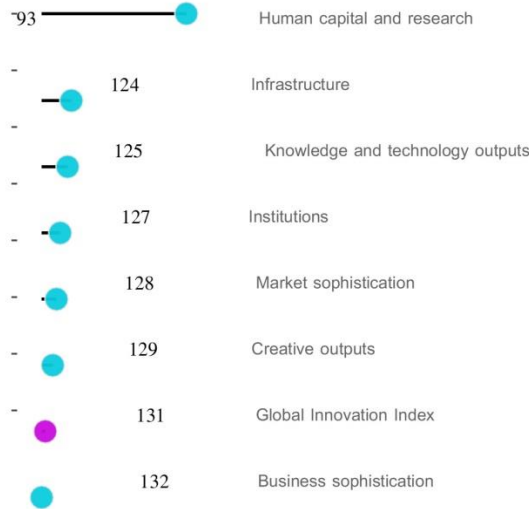 93 Human capital and research
124 Infrastructure
125 Knowledge and technology outputs
127 Institutions
128 Market sophistication
129 Creative outputs
131 Global Innovation Index
132 Business sophistication